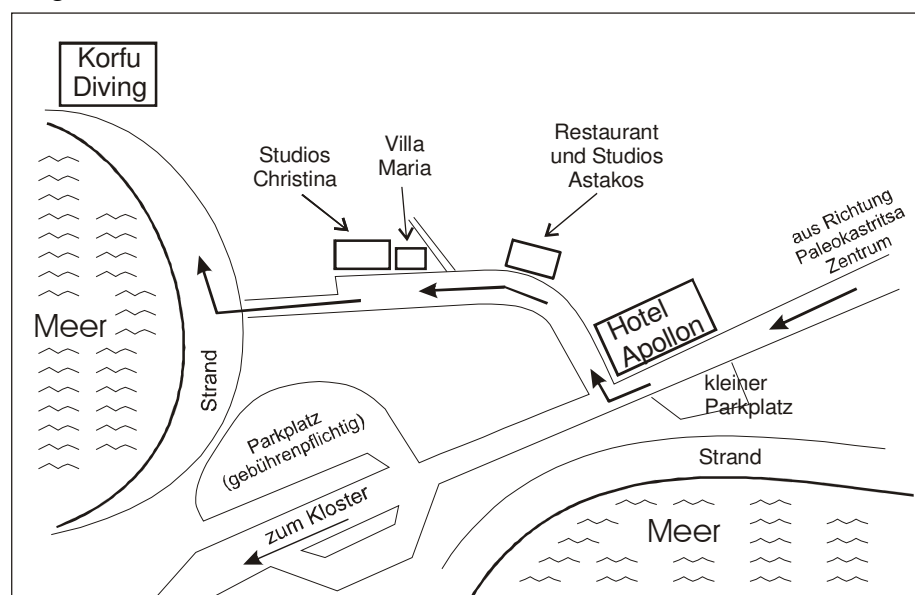 Korfu
Diving
Studios
Christina
Villa
Maria
Restaurant
und Studios
Astakos
aus Richtung
Paleokastritsa
Zentrum
Hotel
Apollon
Meer
Strand
kleiner
Parkplatz
Parkplatz
(gebührenpflichtig)
Strand
zum Kloster
Meer